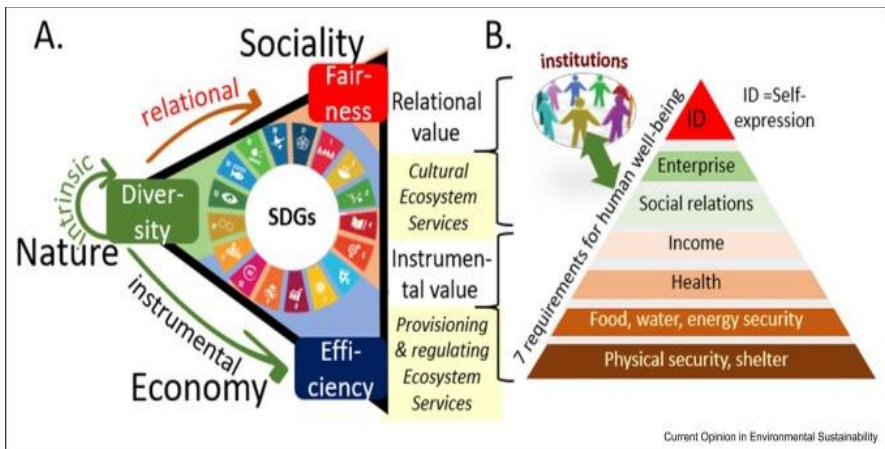 A.
Sociality
Fair-
ness
relational
intrinsic
Diver-
sity
Nature
SDGs
instrumental
Economy
Effi-
ciency
Relational
value
Cultural
Ecosystem
Services
Instrumen-
tal value
Provisioning
& regulating
Ecosystem
Services
B.
institutions
7 requirements for human well-being
ID
ID =Self-
expression
Enterprise
Social relations
Income
Health
Food, water, energy security
Physical security, shelter
Current Opinion in Environmental Sustainability